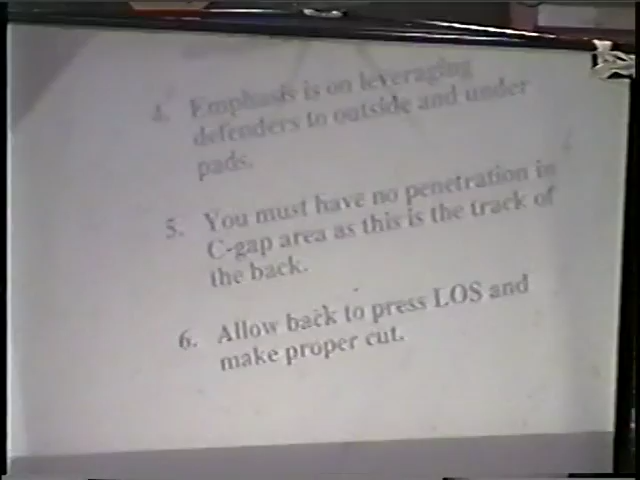 4. Emphasis is on leveraging
defenders to outside and under
pads.
5. You must have no penetration in
C-gap area as this is the track of
the back.
6. Allow back to press LOS and
make proper cut.